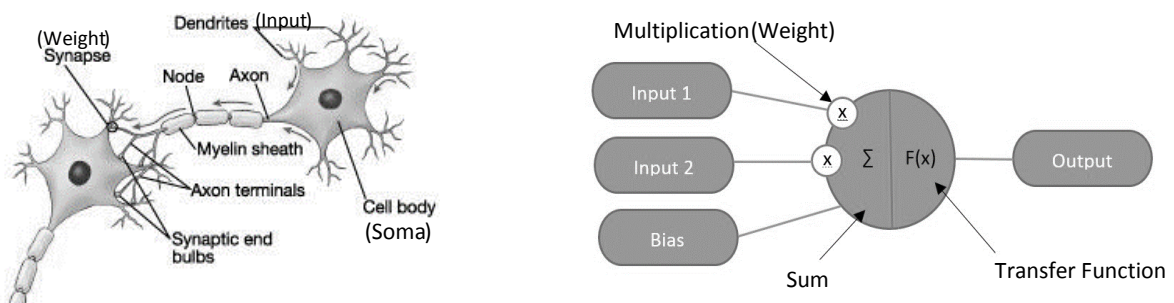 Dendrites (Input)
(Weight)
Synapse
Node
Axon
Myelin sheath
Axon terminals
Cell body
(Soma)
Synaptic end
bulbs
Multiplication(Weight)
Input 1
x
Input 2
x
Σ
F(x)
Output
Bias
Sum
Transfer Function